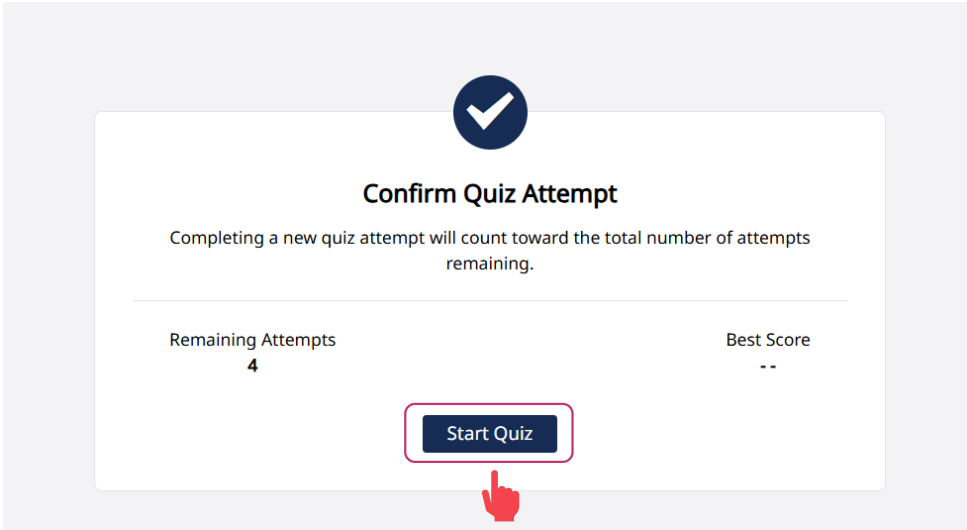 Confirm Quiz Attempt
Completing a new quiz attempt will count toward the total number of attempts
remaining.
Remaining Attempts
4
Best Score
--
Start Quiz